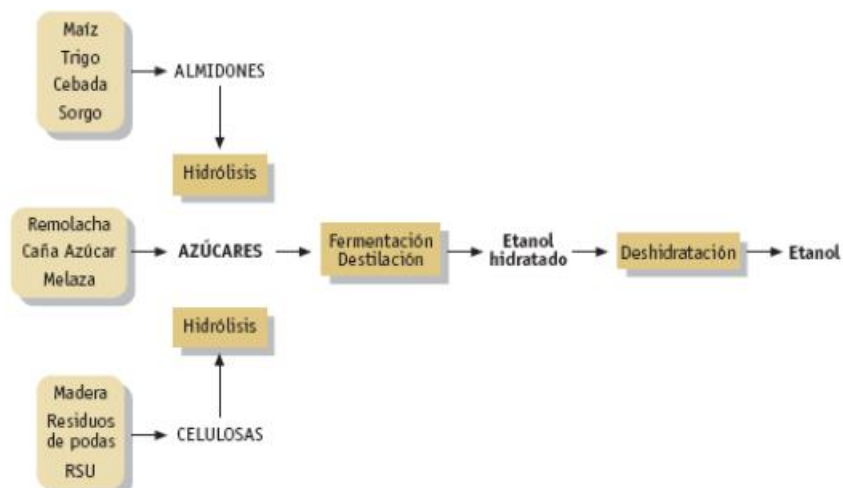 Maíz
Trigo
Cebada
Sorgo
ALMIDONES
Hidrólisis
Remolacha
Caña Azúcar
Melaza
AZÚCARES
Fermentación
Destilación
Etanol
hidratado
Deshidratación
Etanol
Hidrólisis
Madera
Residuos
de podas
RSU
CELULOSAS